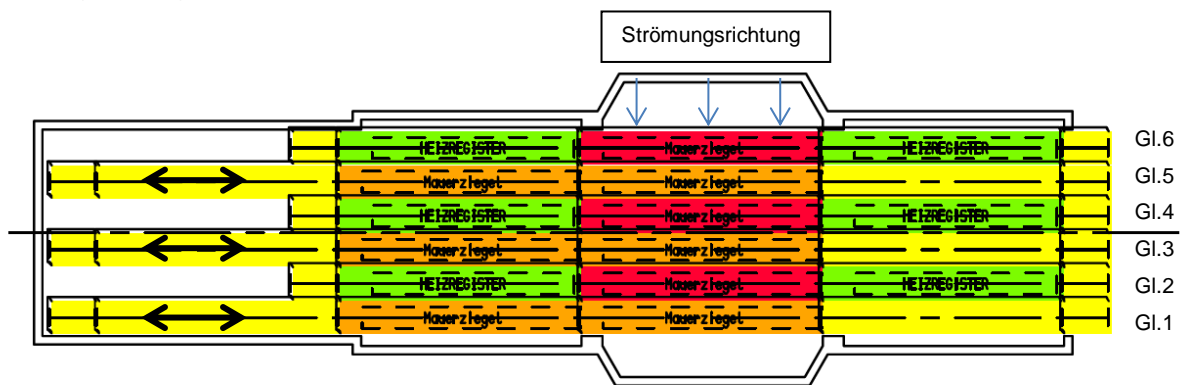 Strömungsrichtung
HEIZREGISTER Mauerziegel HEIZREGISTER Gl.6
Mauerziegel Mauerziegel Gl.5
HEIZREGISTER Mauerziegel HEIZREGISTER Gl.4
Mauerziegel Mauerziegel Gl.3
HEIZREGISTER Mauerziegel HEIZREGISTER Gl.2
Mauerziegel Mauerziegel Gl.1